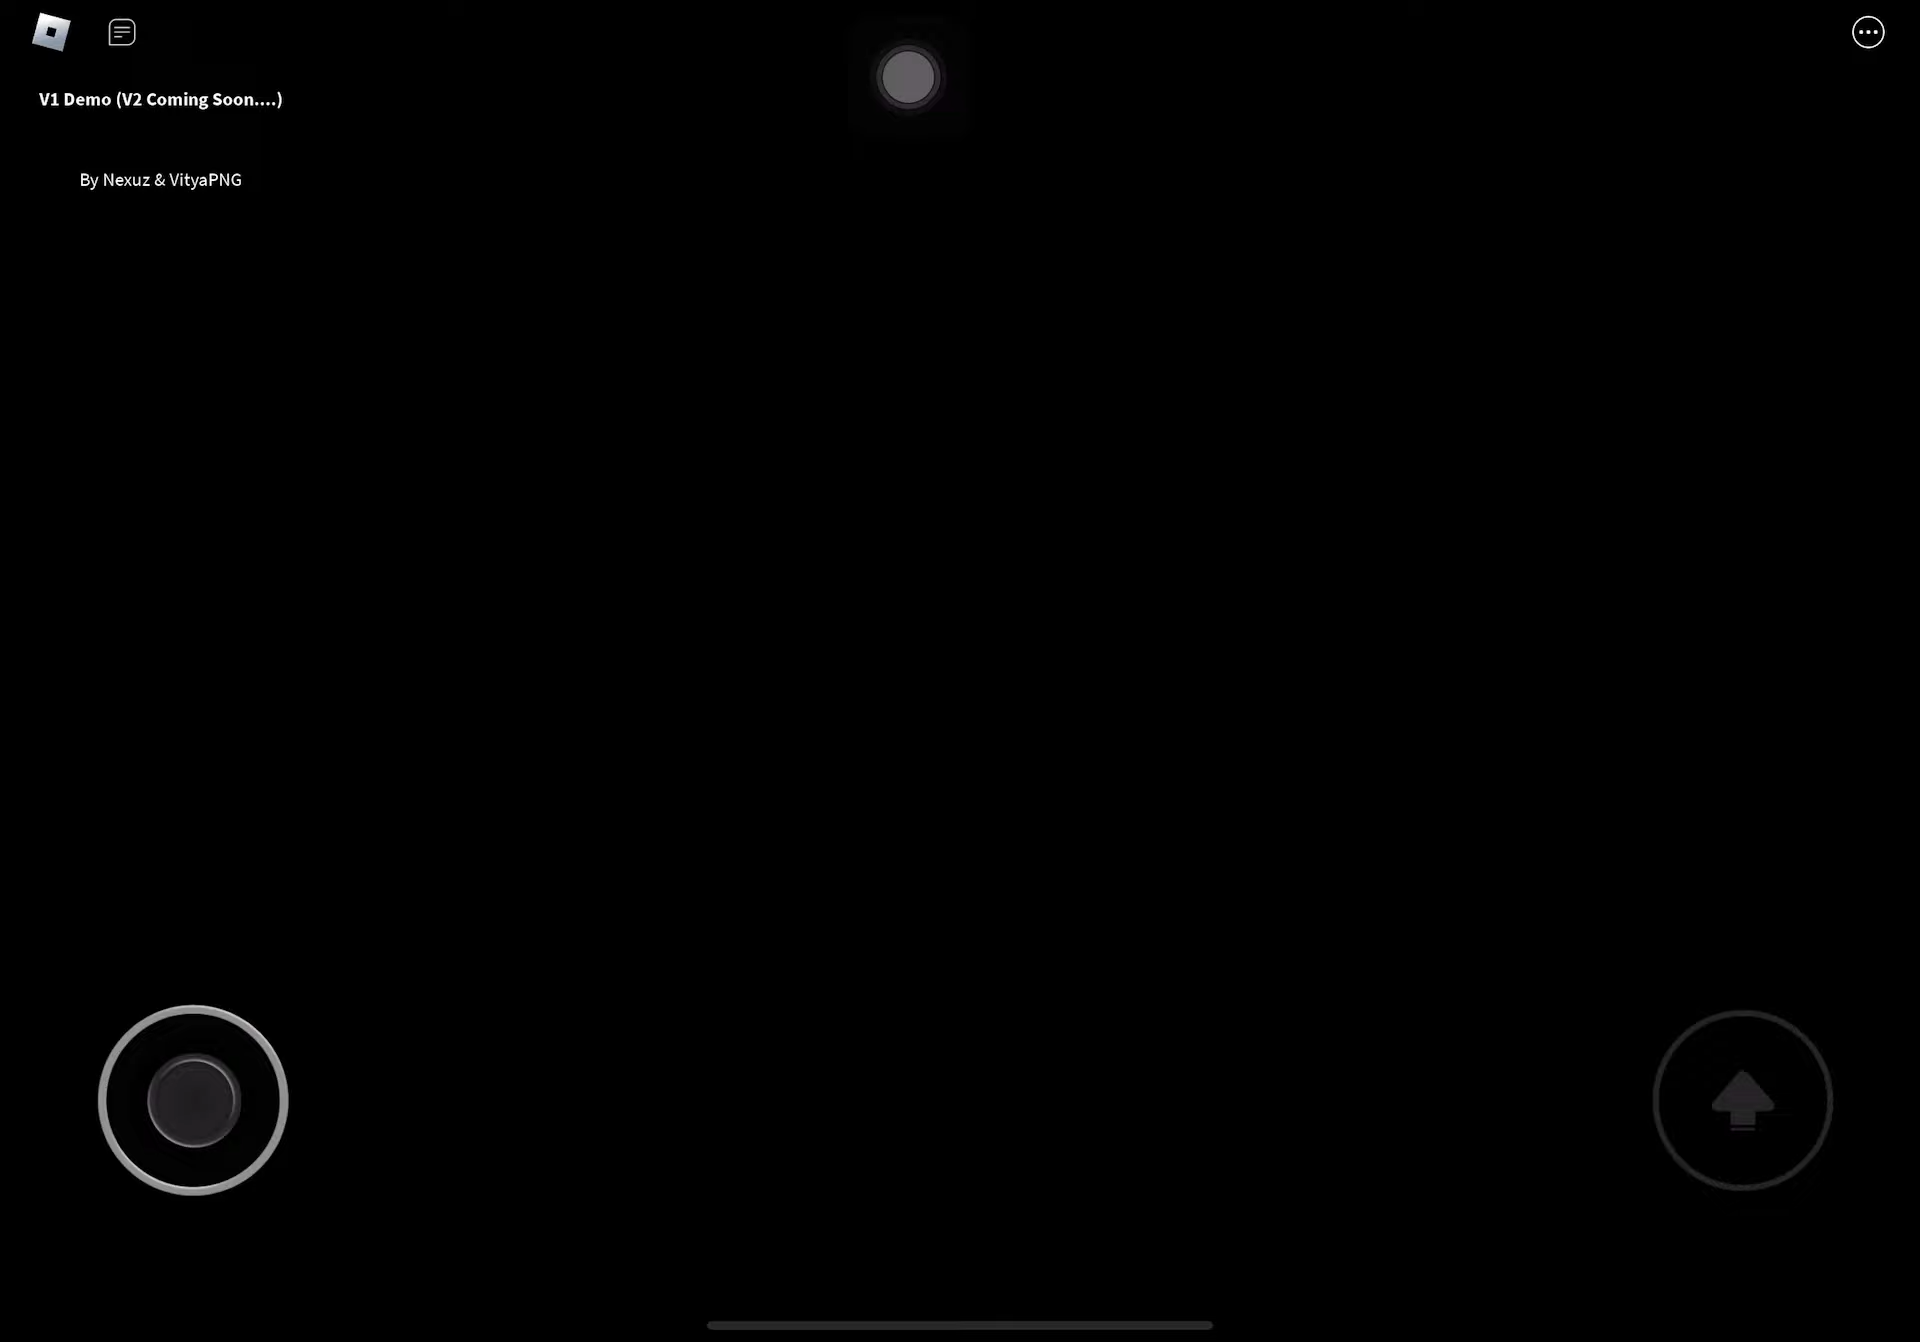 V1 Demo (V2 Coming Soon....)
By Nexuz & VityaPNG